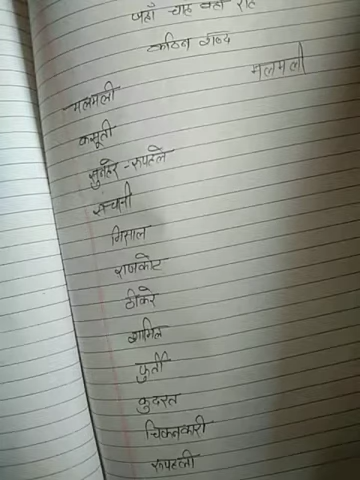 जहाँ चाह वहाँ राह
कठिन शब्द
मलमली
मलमली
कसूती
सुनहरे - रुपहले
सच्चाती
मिसाल
राजकोट
ठीकरे
शामिल
फुर्ती
कुदरत
चिकनकारी
रुपहली